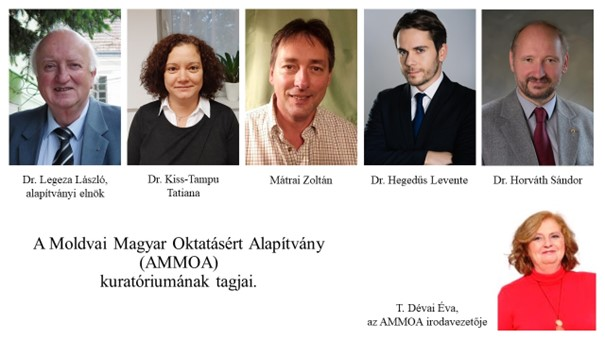 Dr. Legeza László,
alapítványi elnök
Dr. Kiss-Tampu
Tatiana
Mátrai Zoltán
Dr. Hegedüs Levente
Dr. Horváth Sándor
A Moldvai Magyar Oktatásért Alapítvány
(AMMOA)
kuratóriumának tagjai.
T. Dévai Éva,
az AMMOA irodavezetője